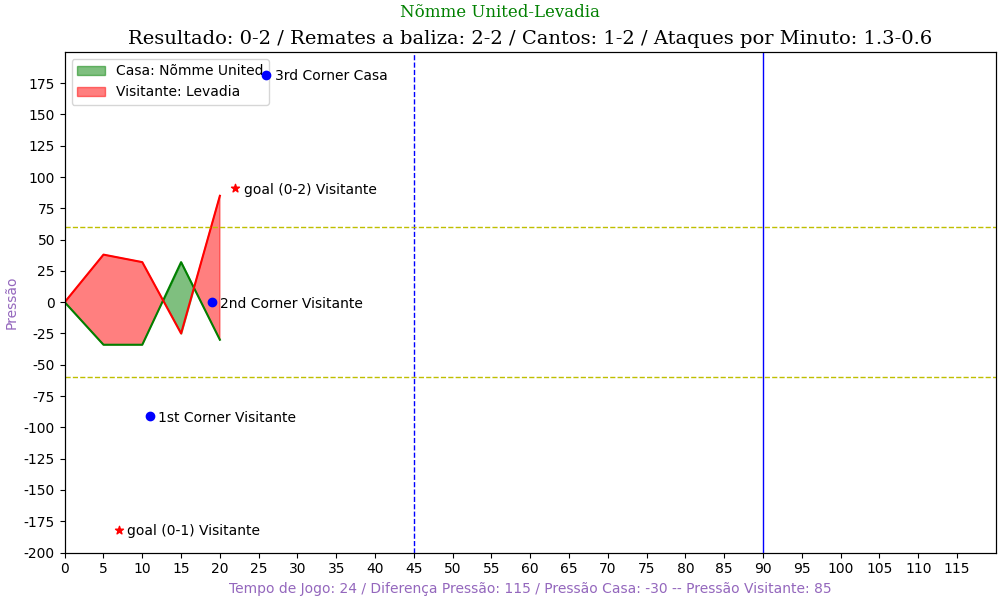 Nõmme United-Levadia
Resultado: 0-2 / Remates a baliza: 2-2 / Cantos: 1-2 / Ataques por Minuto: 1.3-0.6
Casa: Nõmme United
Visitante: Levadia
3rd Corner Casa
goal (0-2) Visitante
2nd Corner Visitante
1st Corner Visitante
goal (0-1) Visitante
Pressão
175
150
125
100
75
50
25
0
-25
-50
-75
-100
-125
-150
-175
-200
0 5 10 15 20 25 30 35 40 45 50 55 60 65 70 75 80 85 90 95 100 105 110 115
Tempo de Jogo: 24 / Diferença Pressão: 115 / Pressão Casa: -30 -- Pressão Visitante: 85